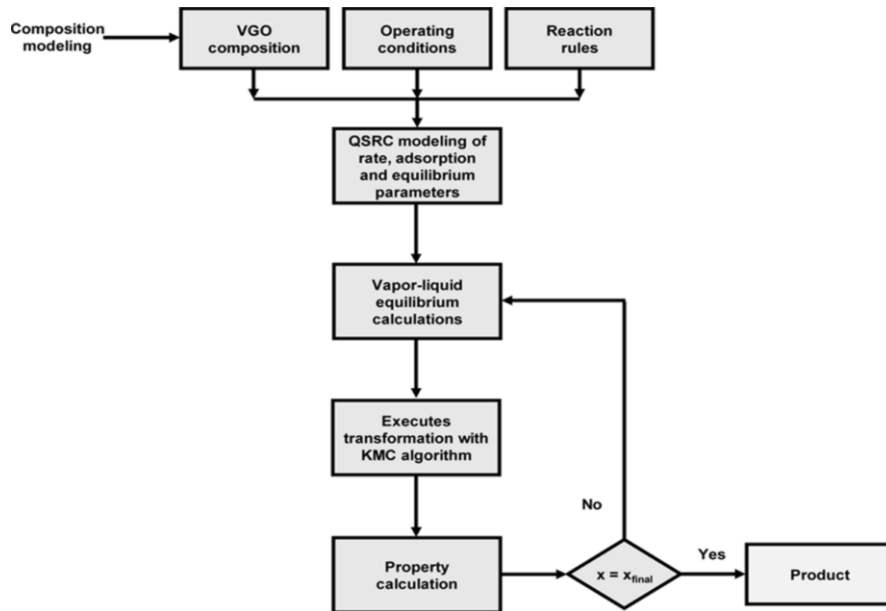 Composition
modeling
VGO
composition
Operating
conditions
Reaction
rules
QSRC modeling of
rate, adsorption
and equilibrium
parameters
Vapor-liquid
equilibrium
calculations
Executes
transformation with
KMC algorithm
No
Property
calculation
x = x_final
Yes
Product